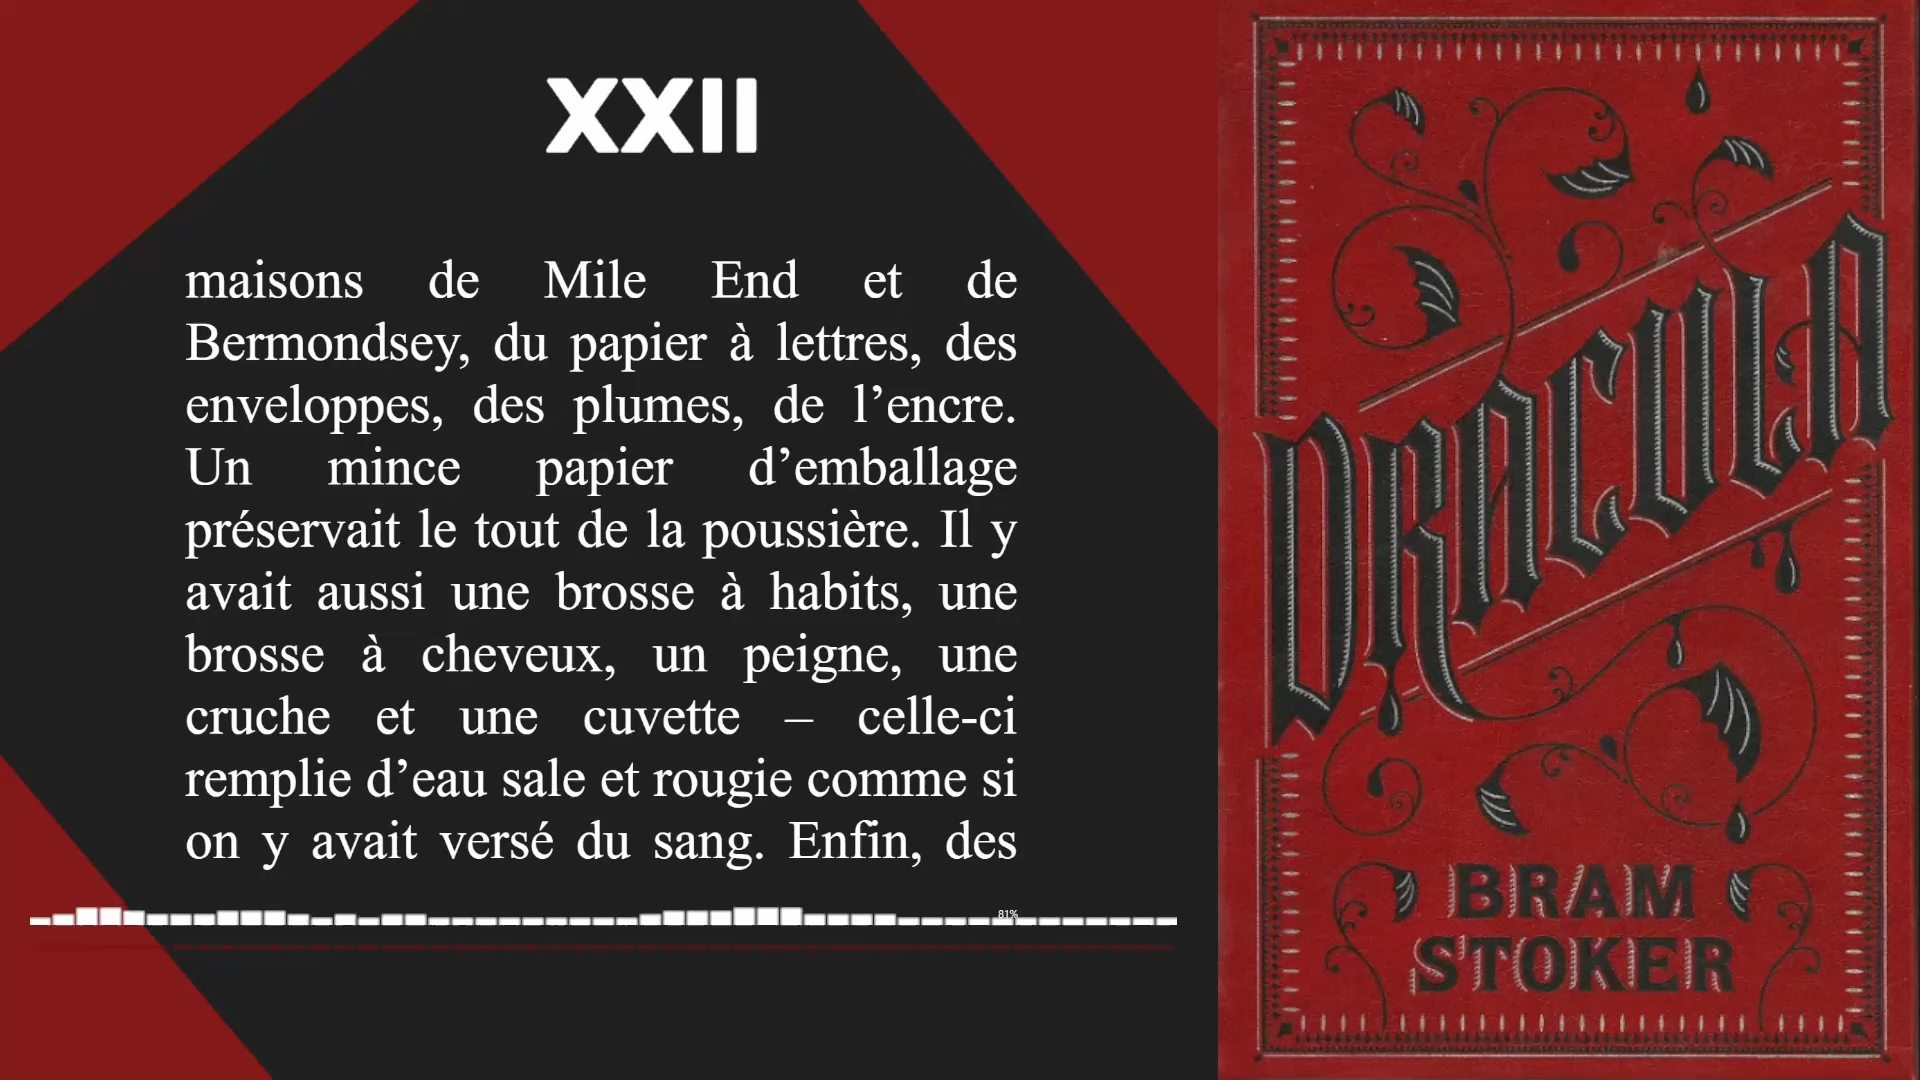 XXII
maisons de Mile End et de
Bermondsey, du papier à lettres, des
enveloppes, des plumes, de l’encre.
Un mince papier d’emballage
préservait le tout de la poussière. Il y
avait aussi une brosse à habits, une
brosse à cheveux, un peigne, une
cruche et une cuvette – celle-ci
remplie d’eau sale et rougie comme si
on y avait versé du sang. Enfin, des
81%
DRACULA
BRAM
STOKER